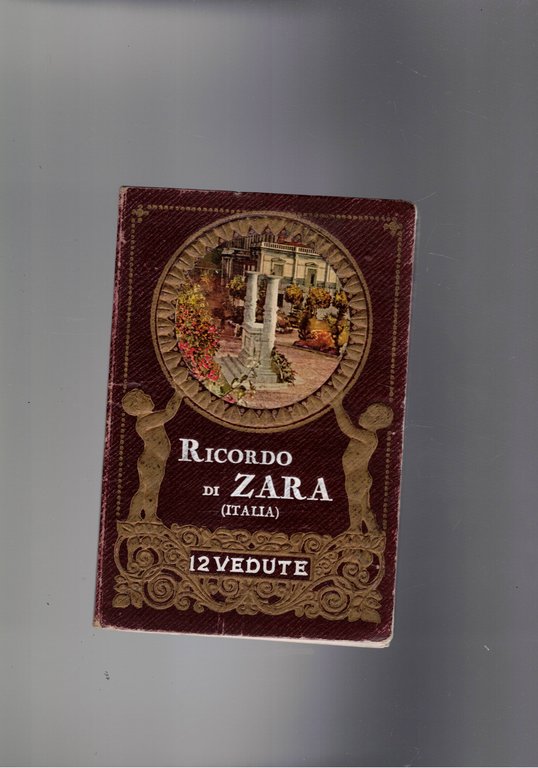 RICORDO
DI ZARA
(ITALIA)
12 VEDUTE